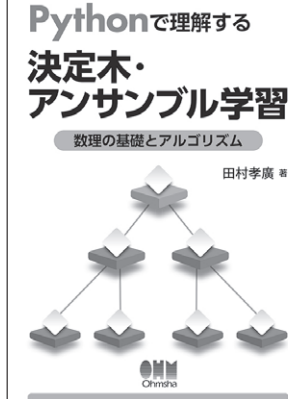 Pythonで理解する
決定木・
アンサンブル学習
数理の基礎とアルゴリズム
田村孝廣 著
OHM
Ohmsha